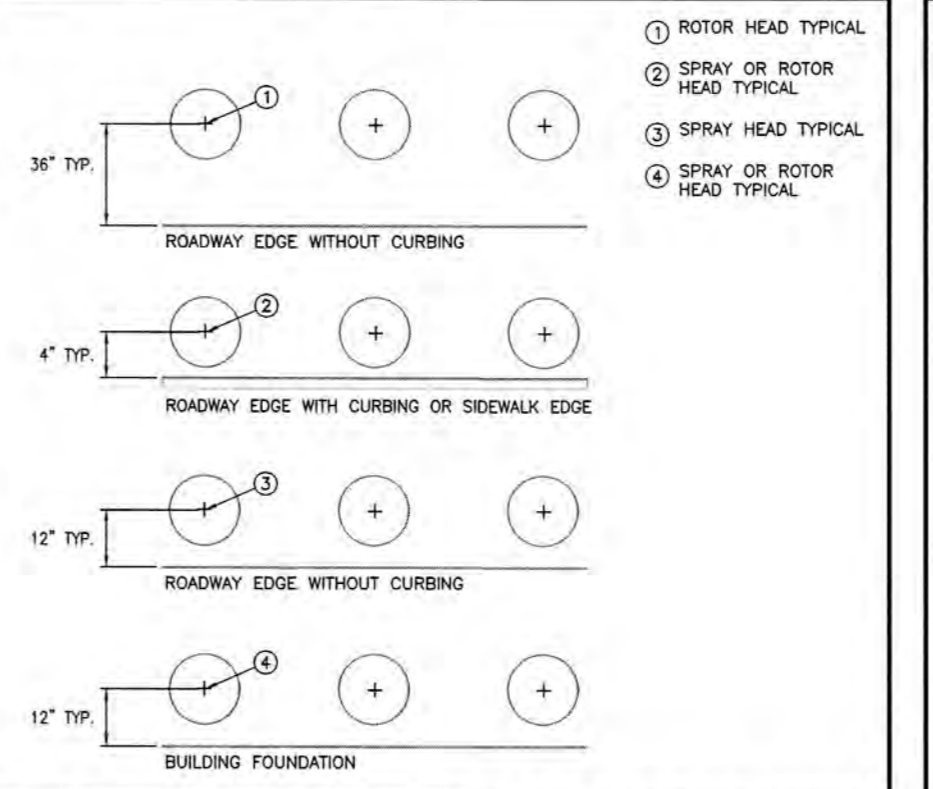 ① ROTOR HEAD TYPICAL
② SPRAY OR ROTOR
HEAD TYPICAL
③ SPRAY HEAD TYPICAL
④ SPRAY OR ROTOR
HEAD TYPICAL
①
36" TYP.
ROADWAY EDGE WITHOUT CURBING
②
4" TYP.
ROADWAY EDGE WITH CURBING OR SIDEWALK EDGE
③
12" TYP.
ROADWAY EDGE WITHOUT CURBING
④
12" TYP.
BUILDING FOUNDATION